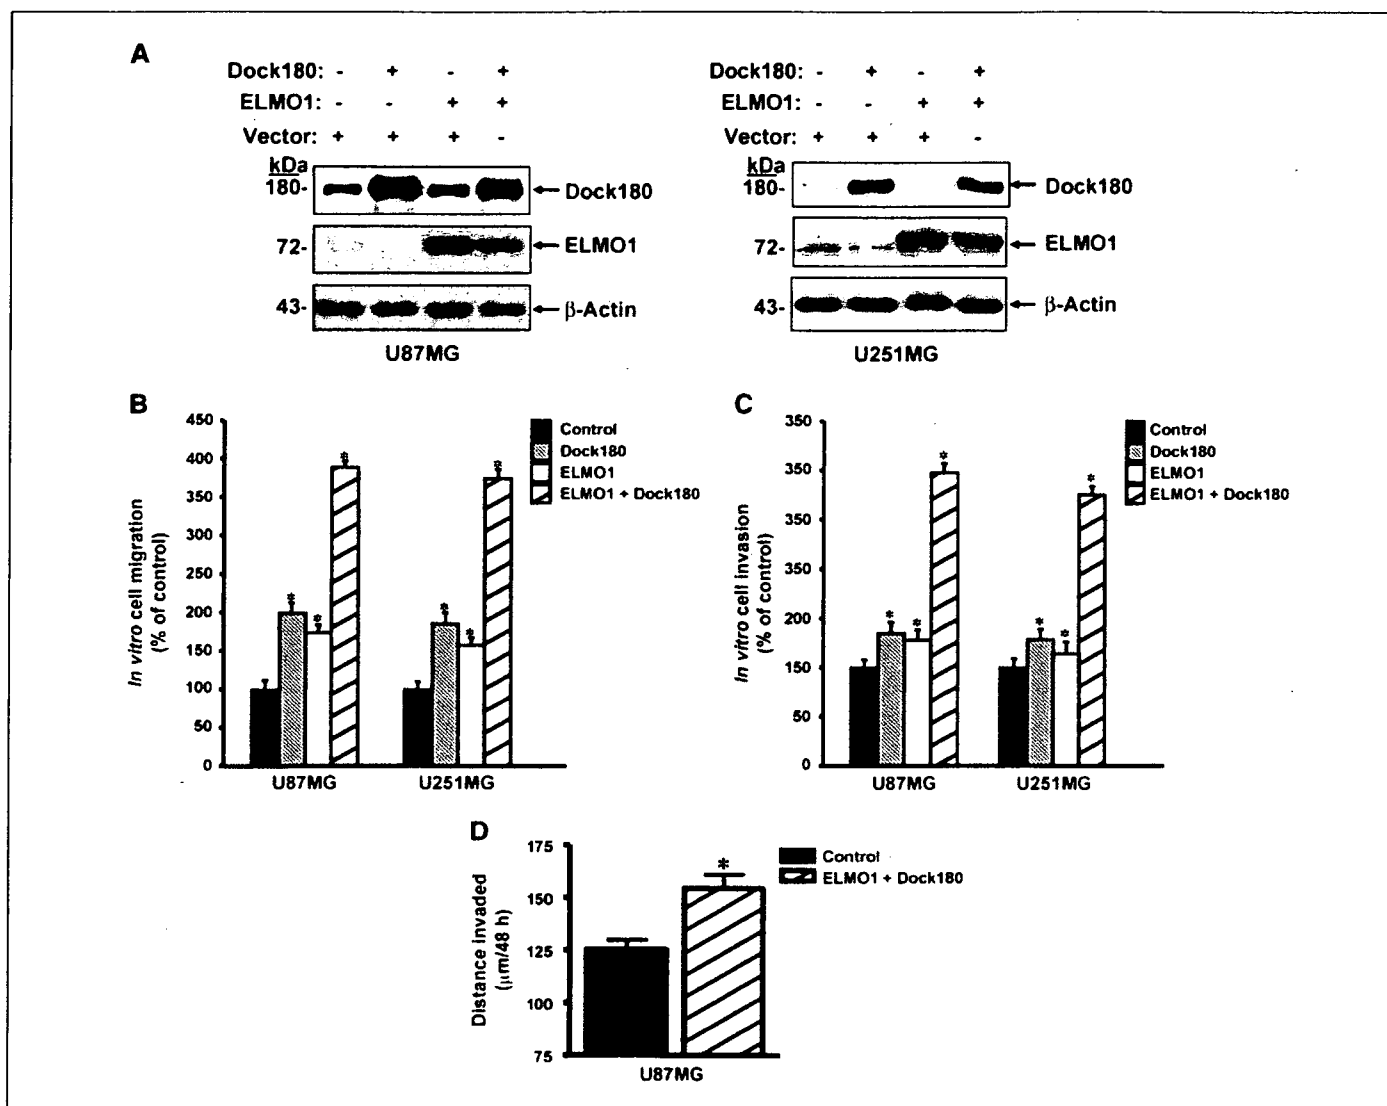 A
Dock180: - + - +
ELMO1: - - + +
Vector: + + + -
kDa
180- Dock180
72- ELMO1
43- β-Actin
U87MG
Dock180: - + - +
ELMO1: - - + +
Vector: + + + -
kDa
180- Dock180
72- ELMO1
43- β-Actin
U251MG
B
In vitro cell migration
(% of control)
450
400
350
300
250
200
150
100
50
0
* * * * * *
U87MG U251MG
Control
Dock180
ELMO1
ELMO1 + Dock180
C
In vitro cell invasion
(% of control)
350
350
350
350
200
150
50
0
* * * * * *
U87MG U251MG
Control
Dock180
ELMO1
ELMO1 + Dock180
D
Distance invaded
(μm/48 h)
175
150
125
100
75
*
U87MG
Control
ELMO1 + Dock180